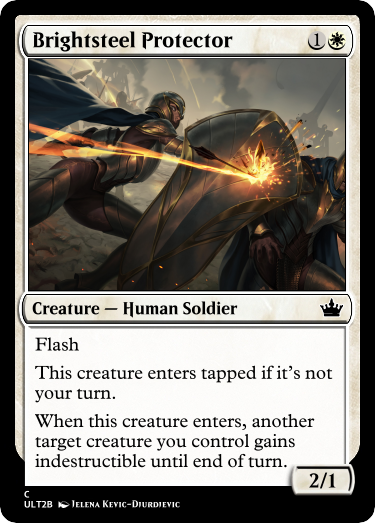 Brightsteel Protector 1
Creature — Human Soldier
Flash
This creature enters tapped if it's not
your turn.
When this creature enters, another
target creature you control gains
indestructible until end of turn.
2/1
C
ULT2B Jelena Kevic-Djurdjevic